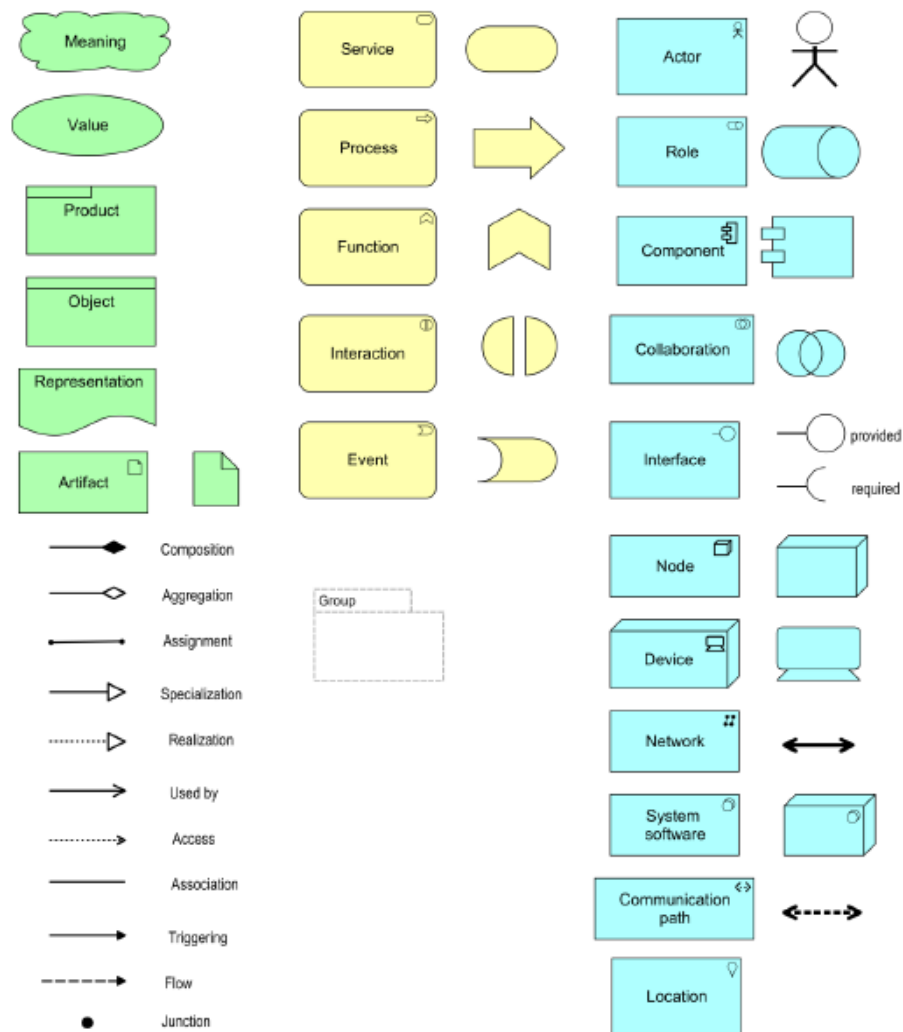 Meaning
Value
Product
Object
Representation
Artifact
Composition
Aggregation
Assignment
Specialization
Realization
Used by
Access
Association
Triggering
Flow
Junction
Service
Process
Function
Interaction
Event
Group
Actor
Role
Component
Collaboration
Interface
provided
required
Node
Device
Network
System
software
Communication
path
Location